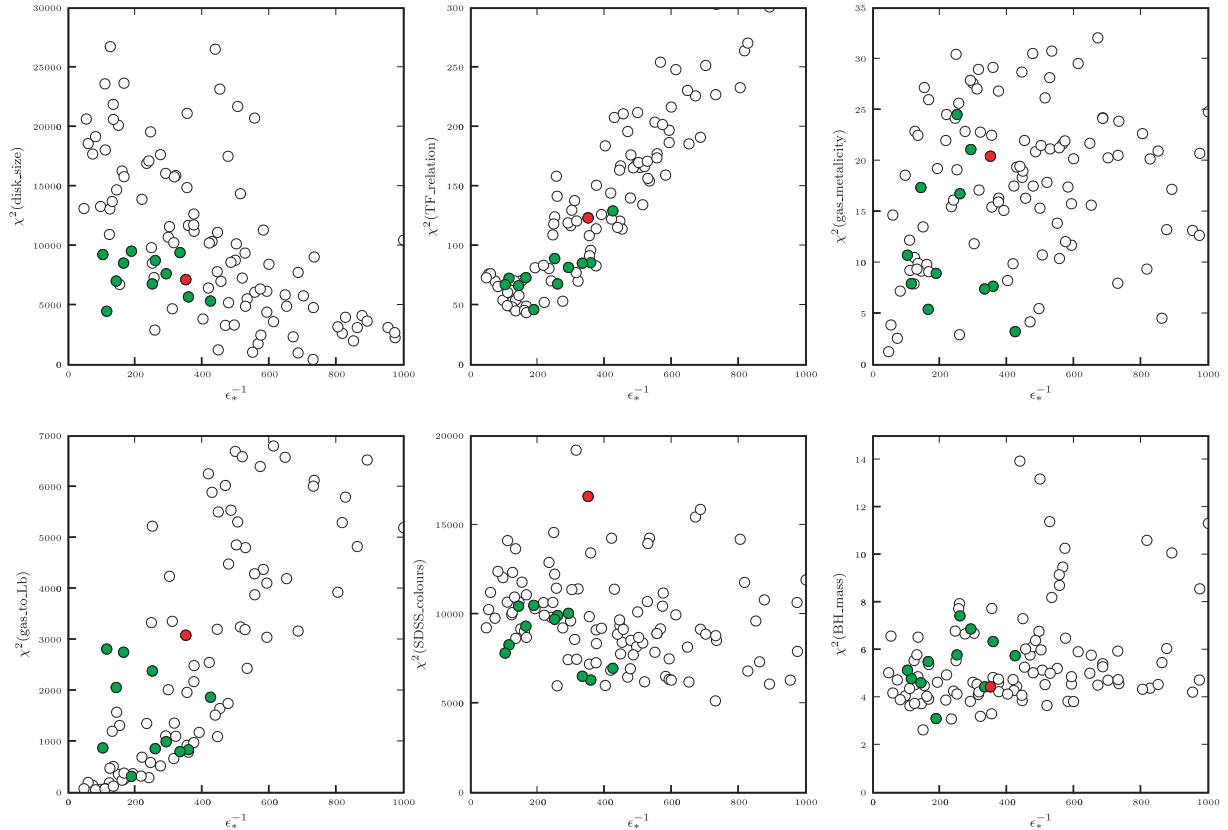 30000
25000
20000
15000
10000
5000
0
χ²(disk_size)
0 200 400 600 800 1000
ϵ∗⁻¹
300
250
200
150
100
50
0
χ²(TF_relation)
0 200 400 600 800 1000
ϵ∗⁻¹
35
30
25
20
15
10
5
0
χ²(gas_metalicity)
0 200 400 600 800 1000
ϵ∗⁻¹
7000
6000
5000
4000
3000
2000
1000
0
χ²(gas_to_Lb)
0 200 400 600 800 1000
ϵ∗⁻¹
20000
15000
10000
5000
0
χ²(SDSS_colours)
0 200 400 600 800 1000
ϵ∗⁻¹
14
12
10
8
6
4
2
0
χ²(BH_mass)
0 200 400 600 800 1000
ϵ∗⁻¹